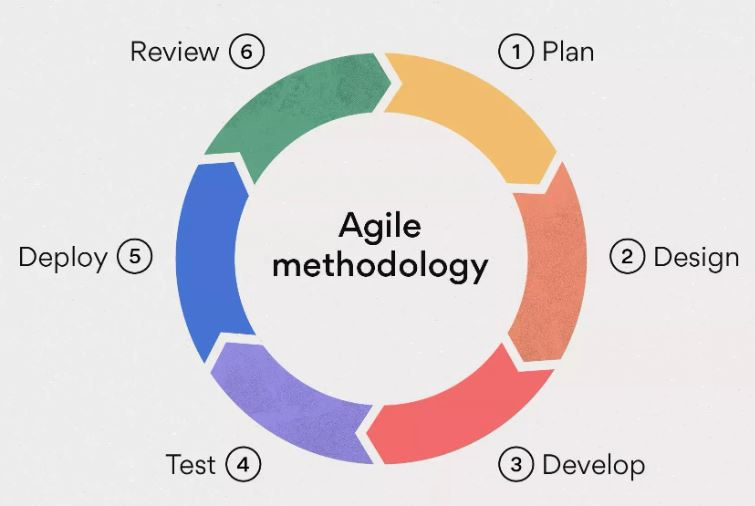 Review 6
1 Plan
Agile
methodology
Deploy 5
2 Design
Test 4
3 Develop